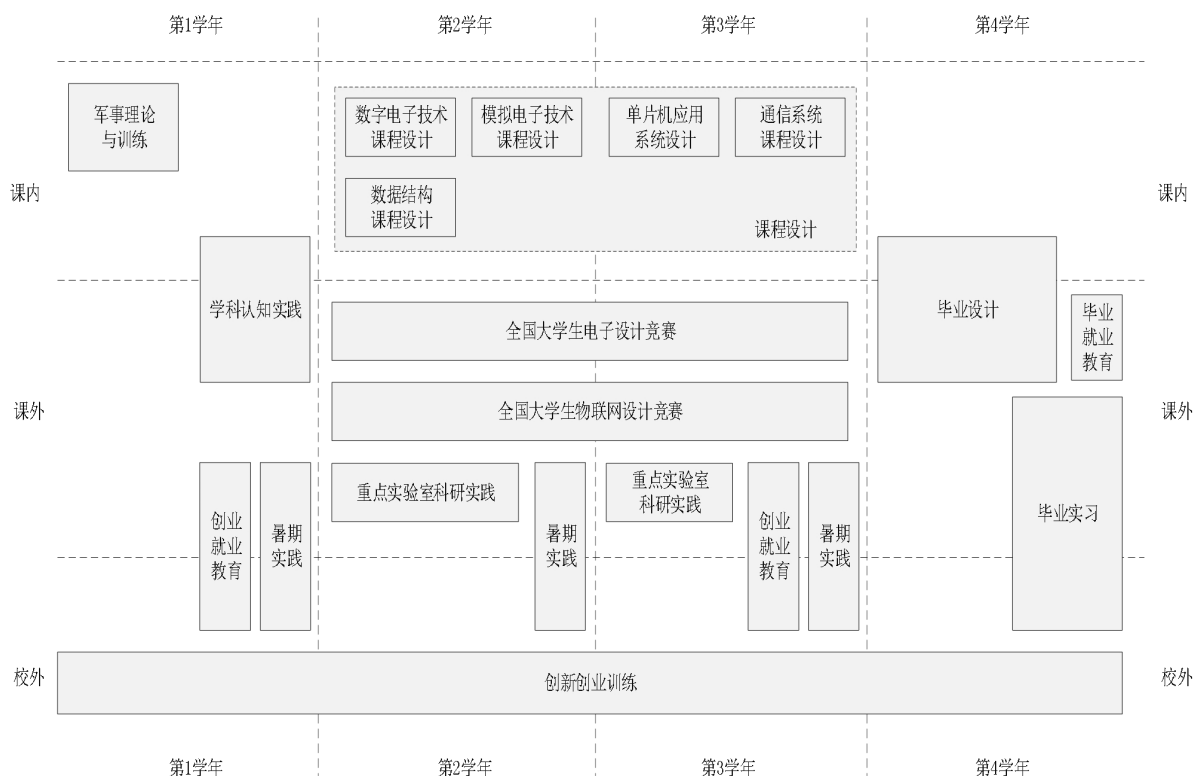 第1学年
第2学年
第3学年
第4学年
军事理论
与训练
数字电子技术
课程设计
模拟电子技术
课程设计
单片机应用
系统设计
通信系统
课程设计
课内
课内
数据结构
课程设计
课程设计
学科认知实践
毕业设计
毕业
就业
教育
全国大学生电子设计竞赛
课外
全国大学生物联网设计竞赛
课外
创业
就业
教育
暑期
实践
重点实验室科研实践
暑期
实践
重点实验室
科研实践
创业
就业
教育
暑期
实践
毕业实习
校外
创新创业训练
校外
第1学年
第2学年
第3学年
第4学年